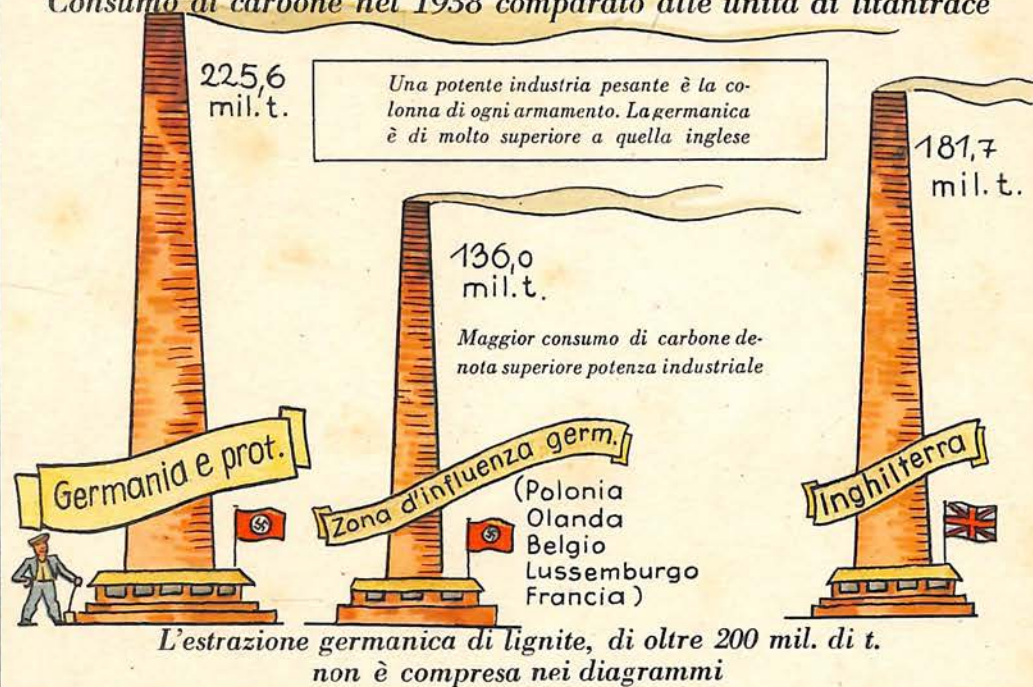 Consumo di carbone nel 1938 comparato alle unità di litantrace
225,6
mil. t.
Una potente industria pesante è la co-
lonna di ogni armamento. La germanica
è di molto superiore a quella inglese
181,7
mil. t.
136,0
mil. t.
Maggior consumo di carbone de-
nota superiore potenza industriale
Germania e prot.
Zona d'influenza germ.
(Polonia
Olanda
Belgio
Lussemburgo
Francia)
Inghilterra
L'estrazione germanica di lignite, di oltre 200 mil. di t.
non è compresa nei diagrammi